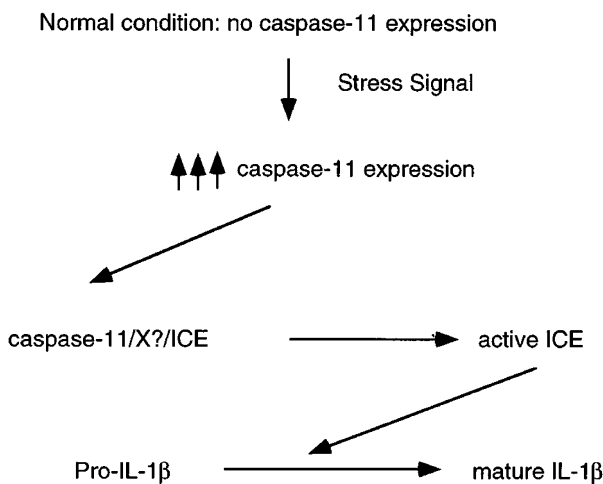 Normal condition: no caspase-11 expression
Stress Signal
caspase-11 expression
caspase-11/X?/ICE
active ICE
Pro-IL-1β
mature IL-1β